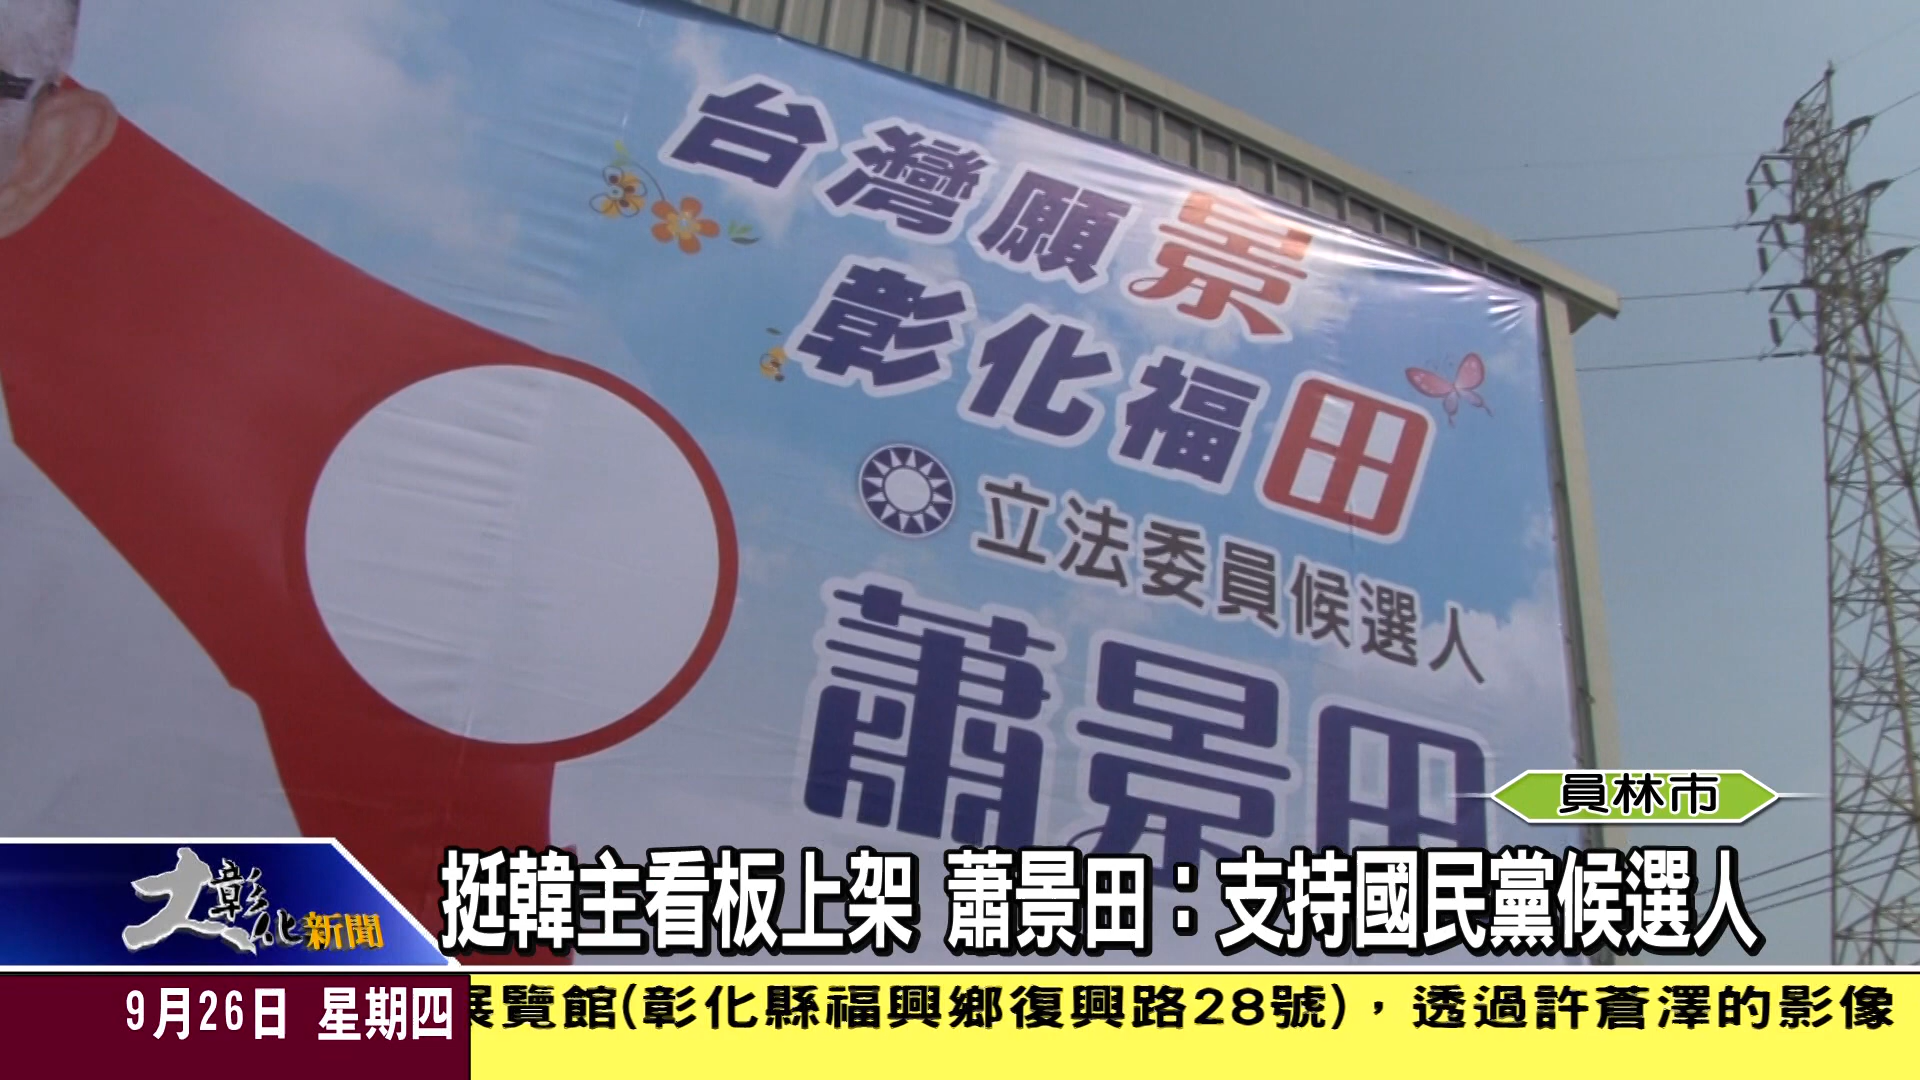 台灣願景
彰化福田
立法委員候選人
蕭景田
員林市
大彰化新聞
挺韓主看板上架 蕭景田：支持國民黨候選人
9月26日 星期四
展覽館(彰化縣福興鄉復興路28號)，透過許蒼澤的影像